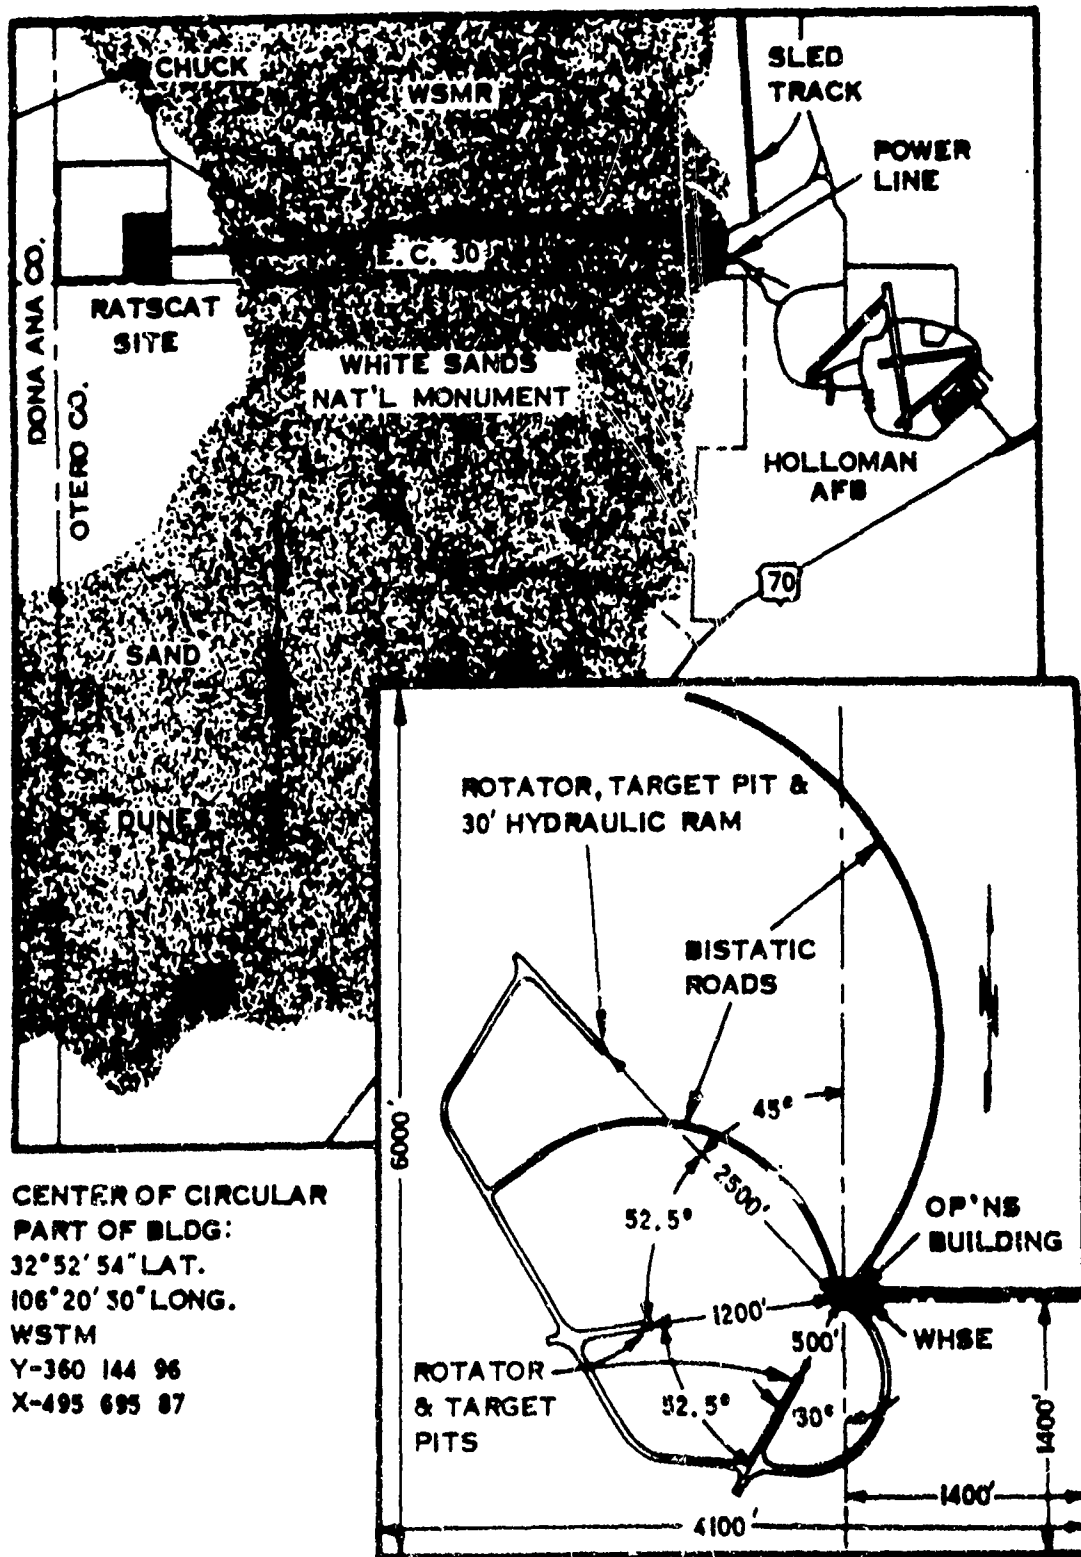 CHUCK
WSMR
SLED
TRACK
POWER
LINE
E.C. 30
RATSCAT
SITE
DONA ANA CO.
OTERO CO.
WHITE SANDS
NAT'L MONUMENT
HOLLOMAN
AFB
70
SAND
DUNES
ROTATOR, TARGET PIT &
30' HYDRAULIC RAM
BISTATIC
ROADS
45°
6000'
2500'
52.5°
OP'NS
BUILDING
1200'
WHSE
500'
ROTATOR
& TARGET
PITS
52.5°
30°
1400'
1400'
4100'
CENTER OF CIRCULAR
PART OF BLDG:
32°52'54" LAT.
106°20'30" LONG.
WSTM
Y-360 144 96
X-495 695 87